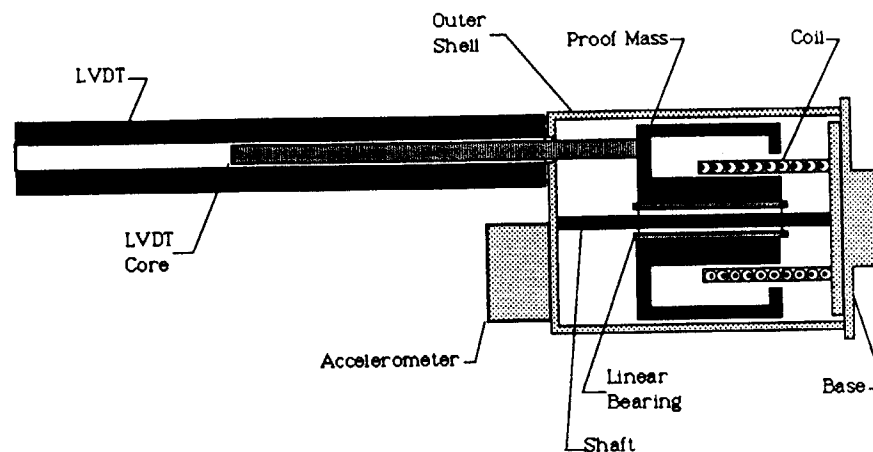 Outer
Shell
Proof Mass
Coil
LVDT
LVDT
Core
Accelerometer
Linear
Bearing
Base
Shaft